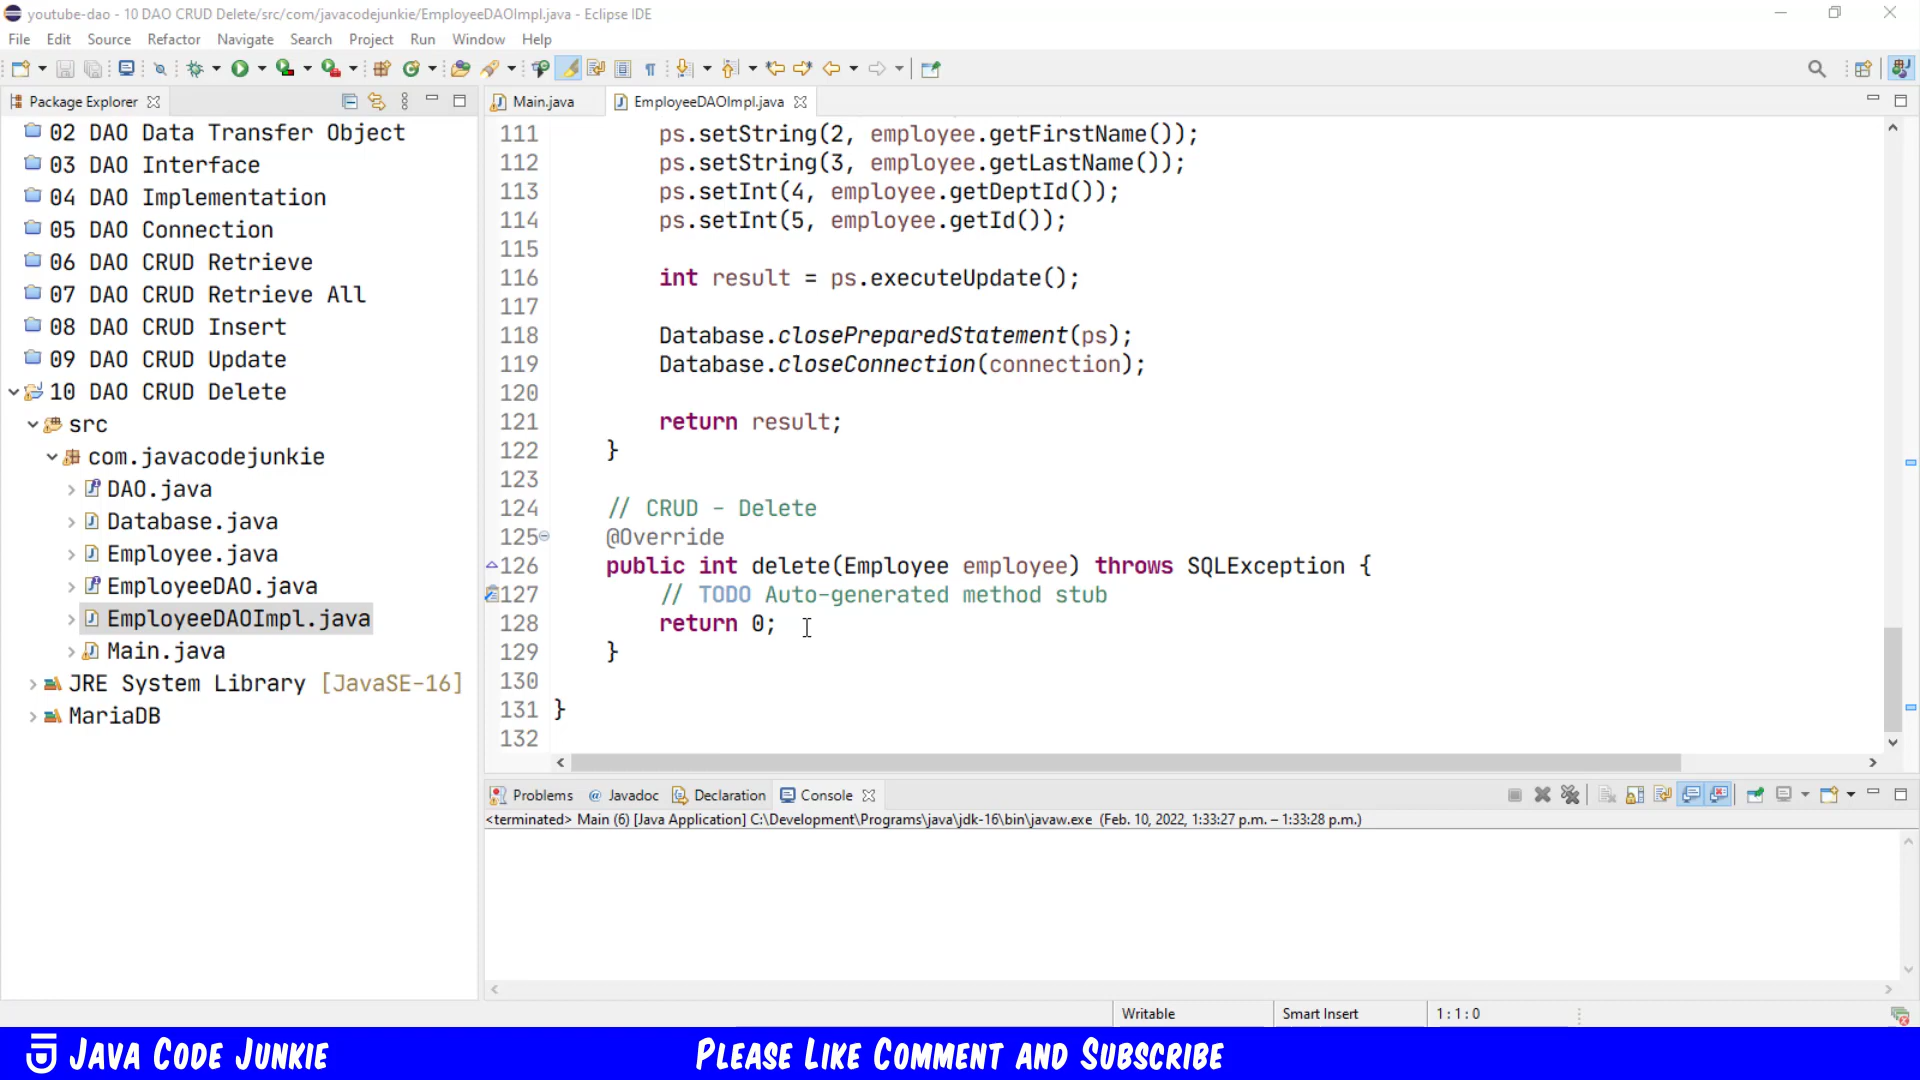 youtube-dao - 10 DAO CRUD Delete/src/com/javacodejunkie/EmployeeDAOImpl.java - Eclipse IDE
File Edit Source Refactor Navigate Search Project Run Window Help
Package Explorer
Main.java EmployeeDAOImpl.java
02 DAO Data Transfer Object
03 DAO Interface
04 DAO Implementation
05 DAO Connection
06 DAO CRUD Retrieve
07 DAO CRUD Retrieve All
08 DAO CRUD Insert
09 DAO CRUD Update
10 DAO CRUD Delete
src
com.javacodejunkie
DAO.java
Database.java
Employee.java
EmployeeDAO.java
EmployeeDAOImpl.java
Main.java
JRE System Library [JavaSE-16]
MariaDB
111 ps.setString(2, employee.getFirstName());
112 ps.setString(3, employee.getLastName());
113 ps.setInt(4, employee.getDeptId());
114 ps.setInt(5, employee.getId());
115
116 int result = ps.executeUpdate();
117
118 Database.closePreparedStatement(ps);
119 Database.closeConnection(connection);
120
121 return result;
122 }
123
124 // CRUD - Delete
125 @Override
126 public int delete(Employee employee) throws SQLException {
127 // TODO Auto-generated method stub
128 return 0;
129 }
130
131 }
132
Problems @ Javadoc Declaration Console
<terminated> Main (6) [Java Application] C:\Development\Programs\java\jdk-16\bin\javaw.exe (Feb. 10, 2022, 1:33:27 p.m. – 1:33:28 p.m.)
Writable Smart Insert 1 : 1 : 0
JAVA CODE JUNKIE
PLEASE LIKE COMMENT AND SUBSCRIBE